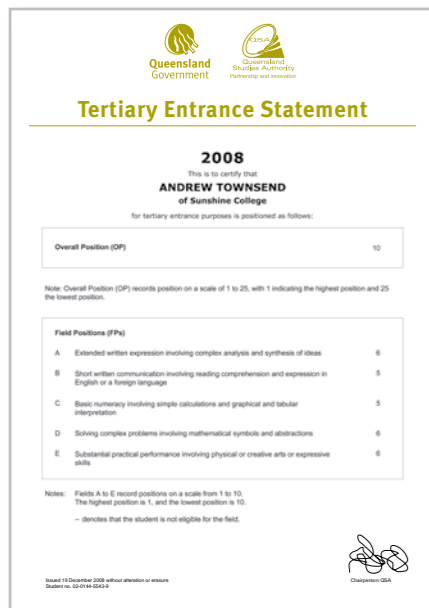 Queensland
Government
QSA
Queensland
Studies Authority
Partnership and innovation
Tertiary Entrance Statement
2008
This is to certify that
ANDREW TOWNSEND
of Sunshine College
for tertiary entrance purposes is positioned as follows:
Overall Position (OP) 10
Note: Overall Position (OP) records position on a scale of 1 to 25, with 1 indicating the highest position and 25
the lowest position.
Field Positions (FPs)
A Extended written expression involving complex analysis and synthesis of ideas 6
B Short written communication involving reading comprehension and expression in
English or a foreign language 5
C Basic numeracy involving simple calculations and graphical and tabular
interpretation 5
D Solving complex problems involving mathematical symbols and abstractions 6
E Substantial practical performance involving physical or creative arts or expressive
skills 6
Notes: Fields A to E record positions on a scale from 1 to 10.
The highest position is 1, and the lowest position is 10.
– denotes that the student is not eligible for the field.
Issued 19 December 2008 without alteration or erasure
Student no. 02-0144-5543-9
Chairperson QSA